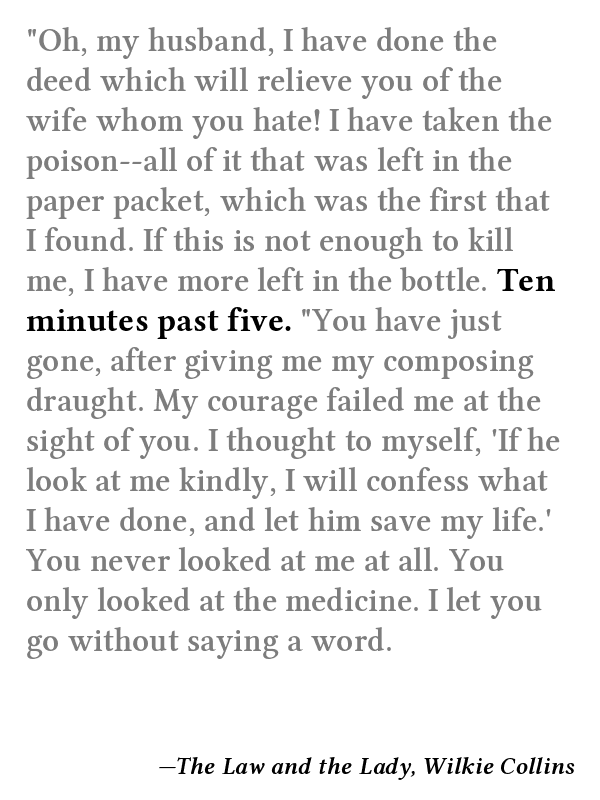 "Oh, my husband, I have done the
deed which will relieve you of the
wife whom you hate! I have taken the
poison--all of it that was left in the
paper packet, which was the first that
I found. If this is not enough to kill
me, I have more left in the bottle. Ten
minutes past five. "You have just
gone, after giving me my composing
draught. My courage failed me at the
sight of you. I thought to myself, 'If he
look at me kindly, I will confess what
I have done, and let him save my life.'
You never looked at me at all. You
only looked at the medicine. I let you
go without saying a word.
—The Law and the Lady, Wilkie Collins